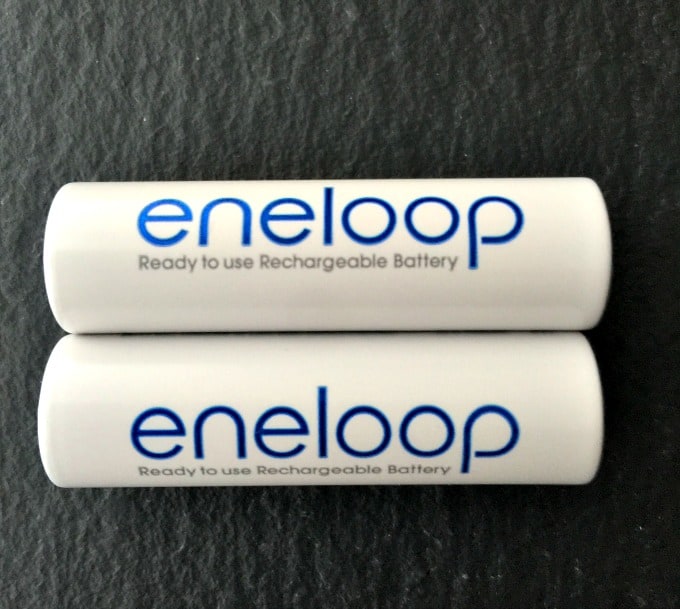 eneloop
Ready to use Rechargeable Battery
eneloop
Ready to use Rechargeable Battery